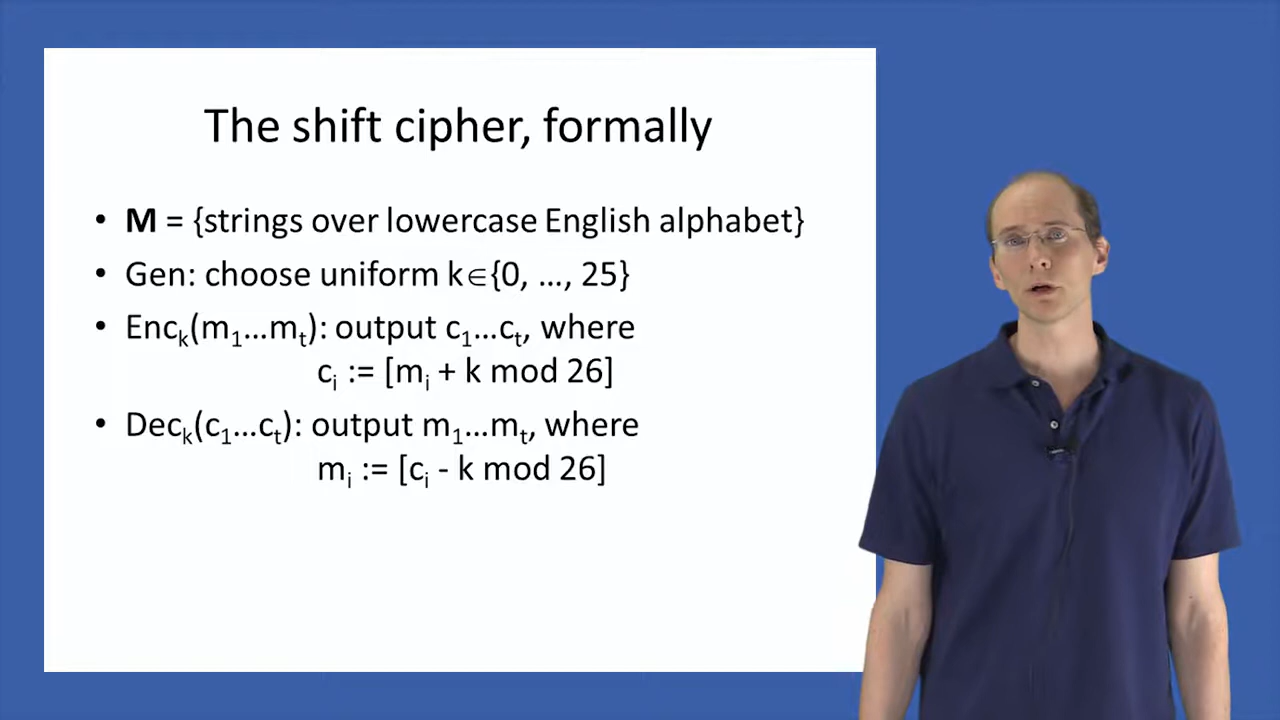 The shift cipher, formally
• M = {strings over lowercase English alphabet}
• Gen: choose uniform k∈{0, …, 25}
• Encₖ(m₁…mₜ): output c₁…cₜ, where
cᵢ := [mᵢ + k mod 26]
• Decₖ(c₁…cₜ): output m₁…mₜ, where
mᵢ := [cᵢ - k mod 26]